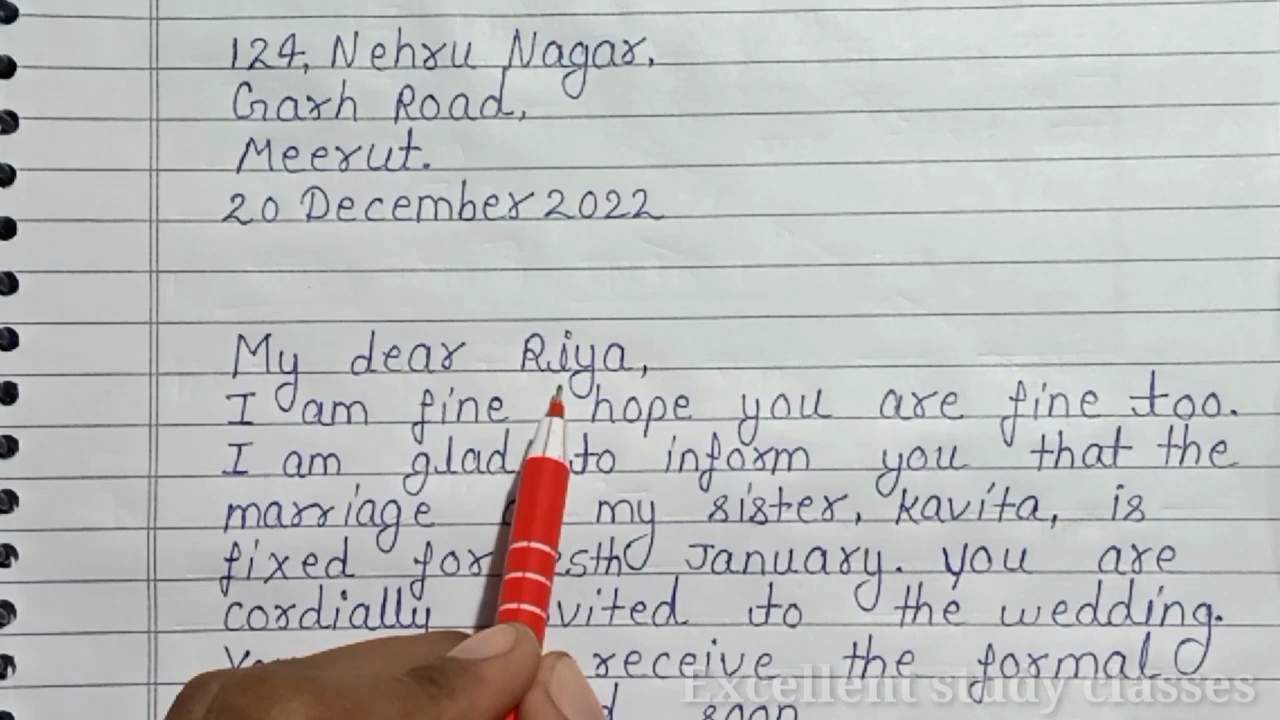 124, Nehru Nagar,
Garh Road,
Meerut.
20 December 2022
My dear Riya,
I am fine hope you are fine too.
I am glad to inform you that the
marriage my sister, kavita, is
fixed for January. you are
cordially to the wedding.
receive the formal
soon
Excellent study classes